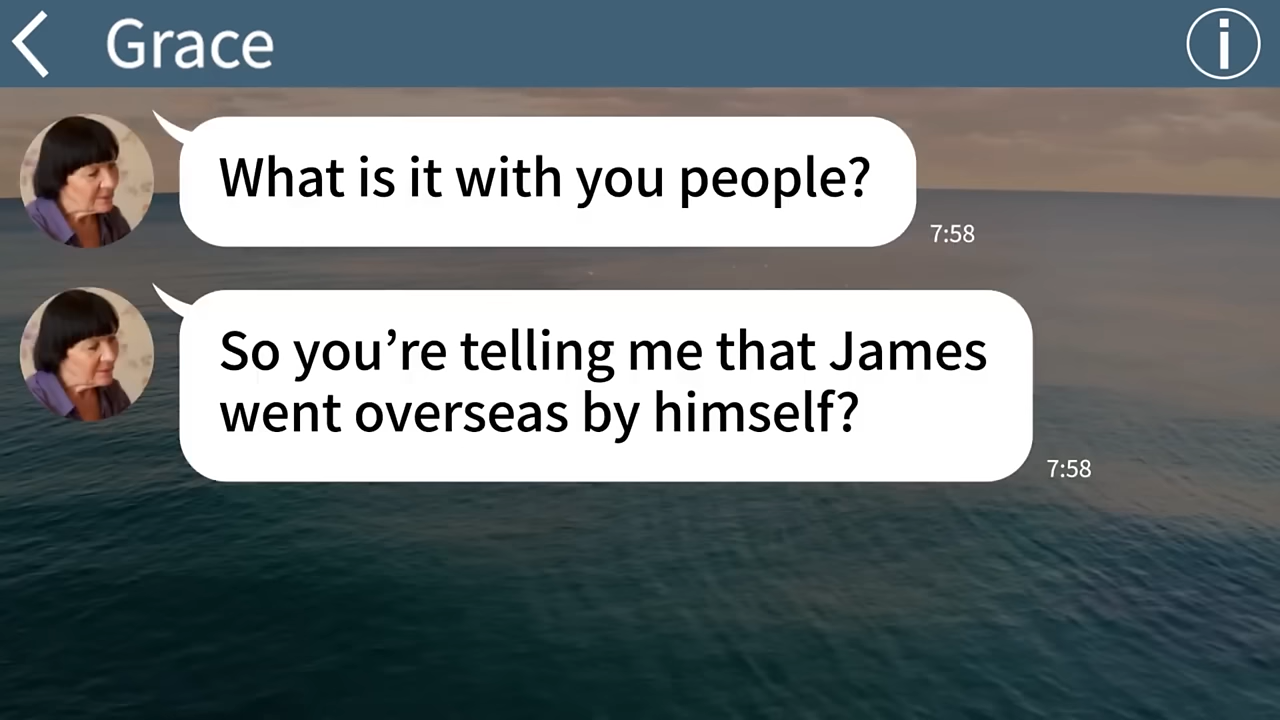 Grace
What is it with you people?
7:58
So you’re telling me that James
went overseas by himself?
7:58